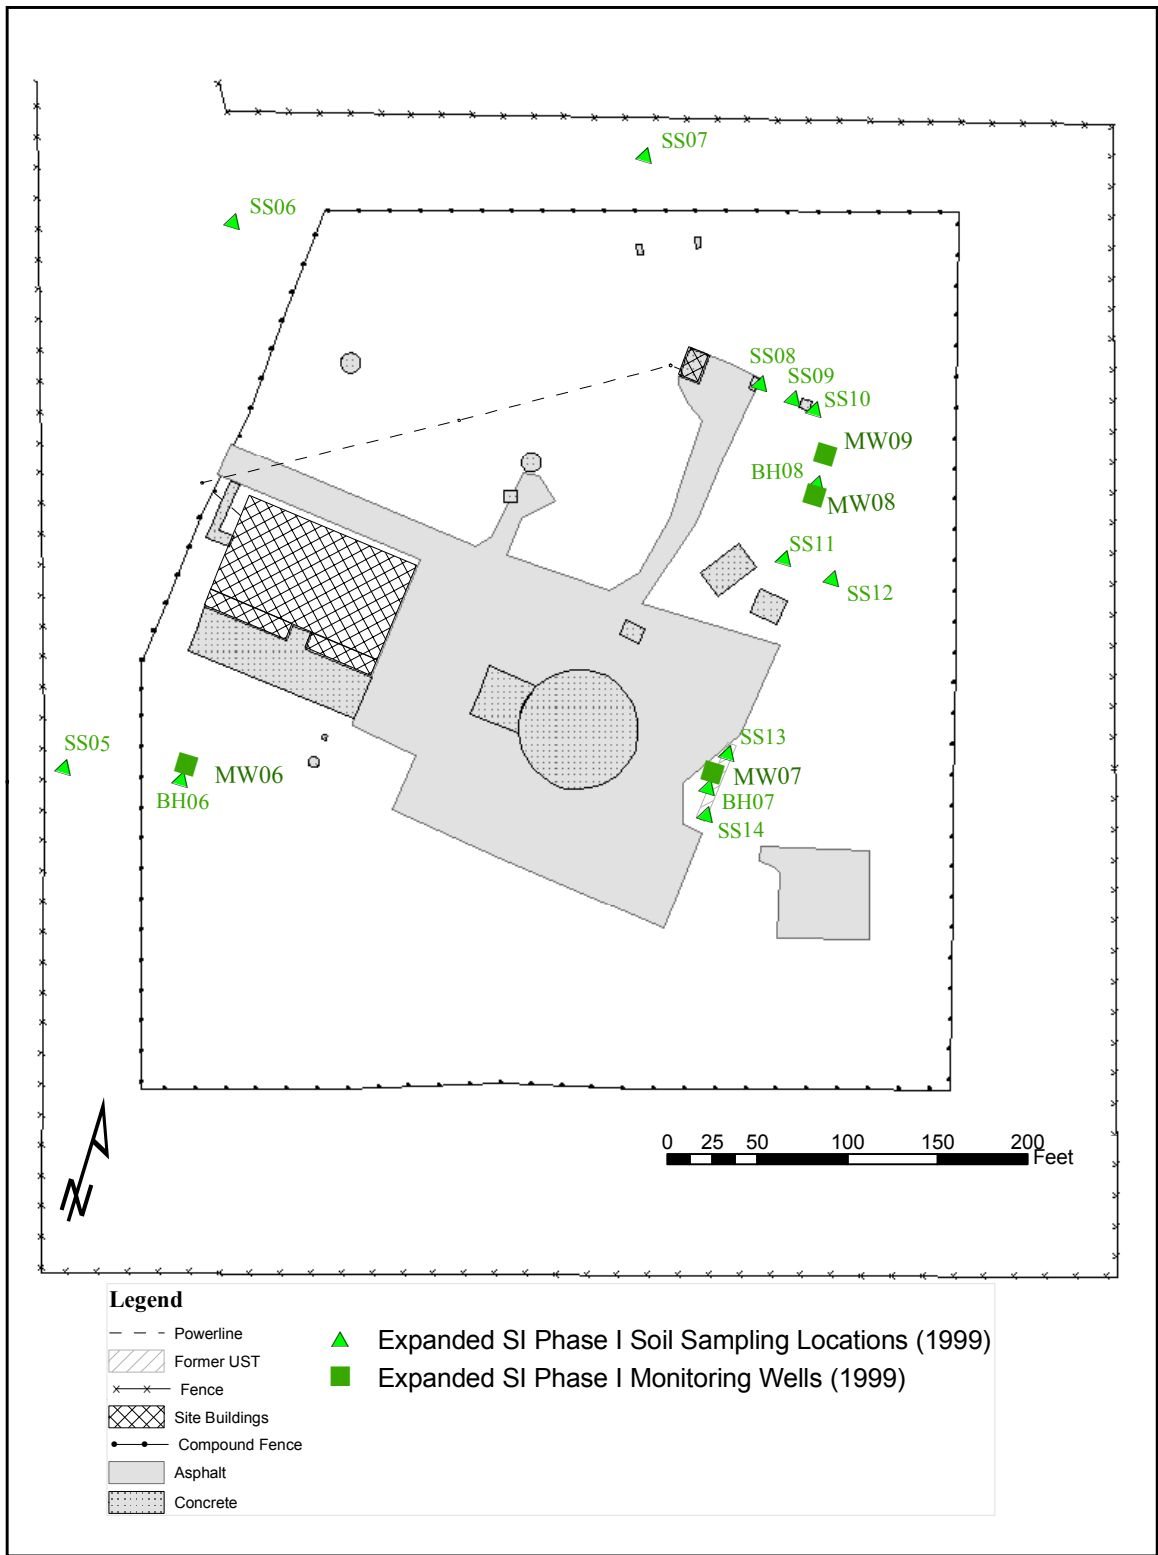 SS07
SS06
SS08
SS09
SS10
MW09
BH08
MW08
SS11
SS12
SS13
SS05
MW07
MW06
BH07
BH06
SS14
0 25 50 100 150 200
Feet
N
Legend
Powerline
Former UST
Fence
Site Buildings
Compound Fence
Asphalt
Concrete
Expanded SI Phase I Soil Sampling Locations (1999)
Expanded SI Phase I Monitoring Wells (1999)